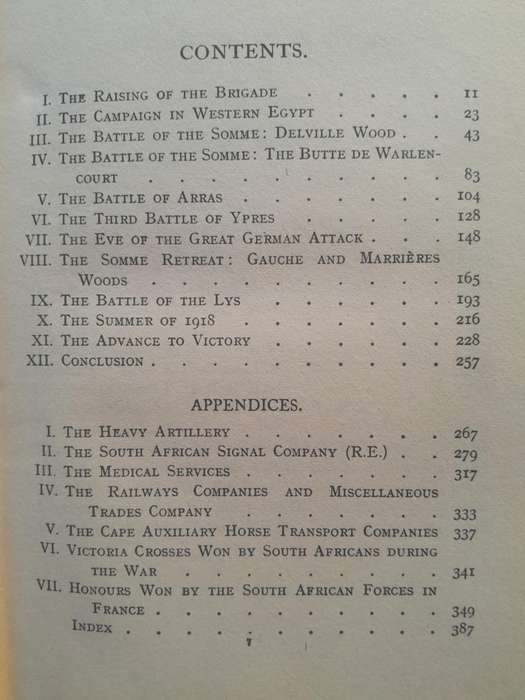 CONTENTS.
I. The Raising of the Brigade . . . . . 11
II. The Campaign in Western Egypt . . . . 23
III. The Battle of the Somme: Delville Wood . . 43
IV. The Battle of the Somme: The Butte de Warlen-
court . . . . . . . . . 83
V. The Battle of Arras . . . . . . 104
VI. The Third Battle of Ypres . . . . . 128
VII. The Eve of the Great German Attack . . . 148
VIII. The Somme Retreat: Gauche and Marrières
Woods . . . . . . . . . 165
IX. The Battle of the Lys . . . . . 193
X. The Summer of 1918 . . . . . . 216
XI. The Advance to Victory . . . . . 228
XII. Conclusion . . . . . . . . 257
APPENDICES.
I. The Heavy Artillery . . . . . . 267
II. The South African Signal Company (R.E.) . . 279
III. The Medical Services . . . . . . 317
IV. The Railways Companies and Miscellaneous
Trades Company . . . . . . 333
V. The Cape Auxiliary Horse Transport Companies 337
VI. Victoria Crosses Won by South Africans during
the War . . . . . . . . 341
VII. Honours Won by the South African Forces in
France . . . . . . . . . 349
Index . . . . . . . . . . 387
7